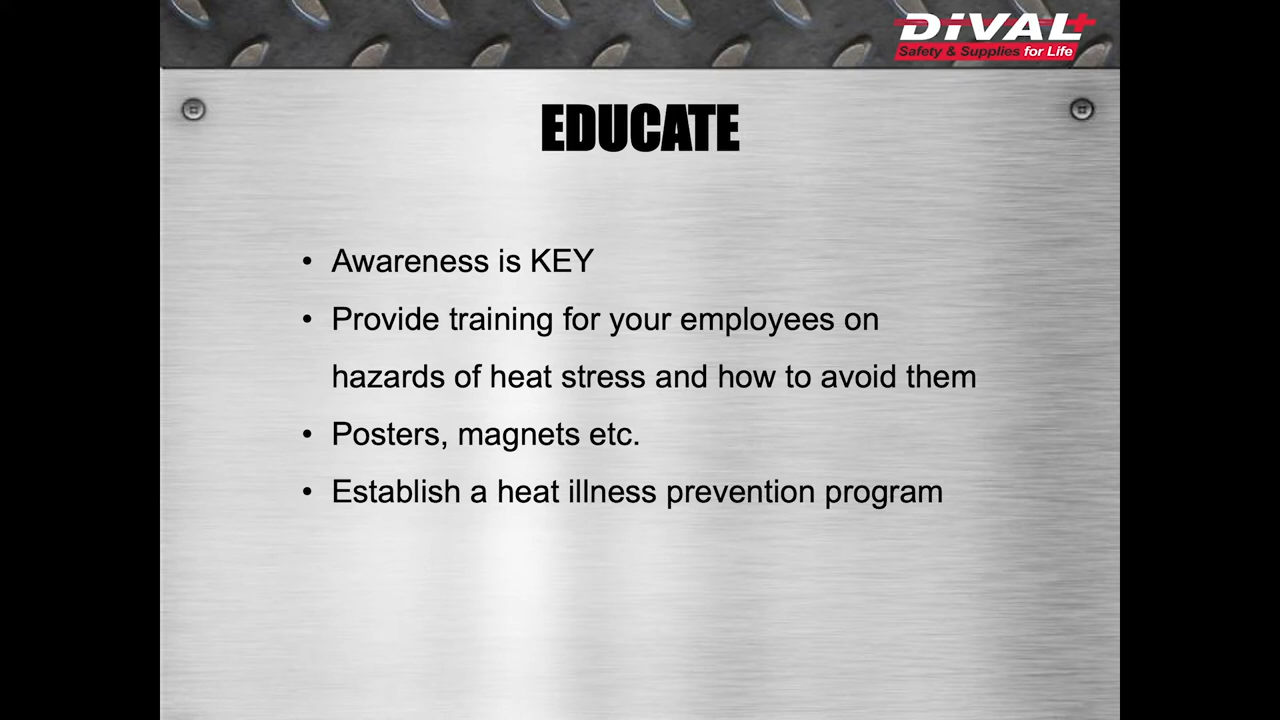 DiVAL
Safety & Supplies for Life
EDUCATE
• Awareness is KEY
• Provide training for your employees on
hazards of heat stress and how to avoid them
• Posters, magnets etc.
• Establish a heat illness prevention program